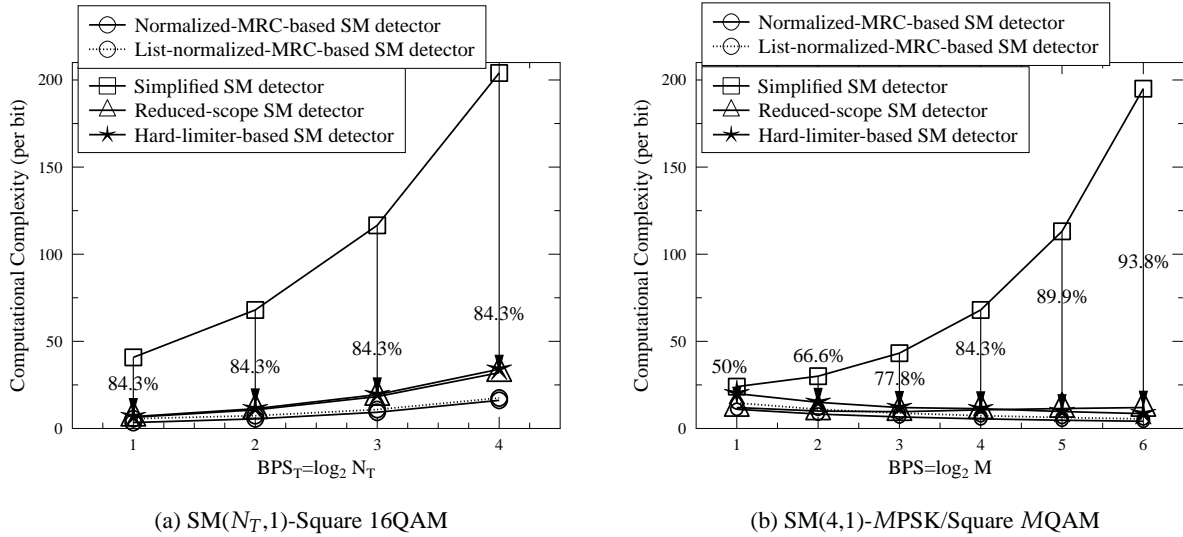 Normalized-MRC-based SM detector
List-normalized-MRC-based SM detector
Simplified SM detector
Reduced-scope SM detector
Hard-limiter-based SM detector
Computational Complexity (per bit)
200
150
100
50
0
84.3%
84.3%
84.3%
84.3%
1
2
3
4
BPS_T=log_2 N_T
(a) SM(N_T,1)-Square 16QAM
Normalized-MRC-based SM detector
List-normalized-MRC-based SM detector
Simplified SM detector
Reduced-scope SM detector
Hard-limiter-based SM detector
Computational Complexity (per bit)
200
150
100
50
0
50%
66.6%
77.8%
84.3%
89.9%
93.8%
1
2
3
4
5
6
BPS=log_2 M
(b) SM(4,1)-MPSK/Square MQAM